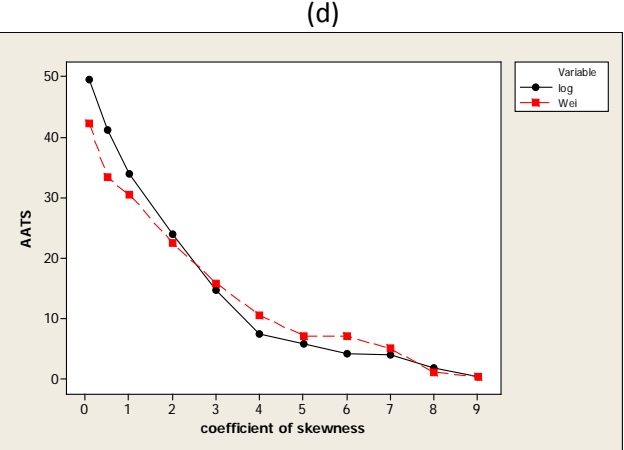 (d)
Variable
log
Wei
50
40
30
20
10
0
AATS
0 1 2 3 4 5 6 7 8 9
coefficient of skewness